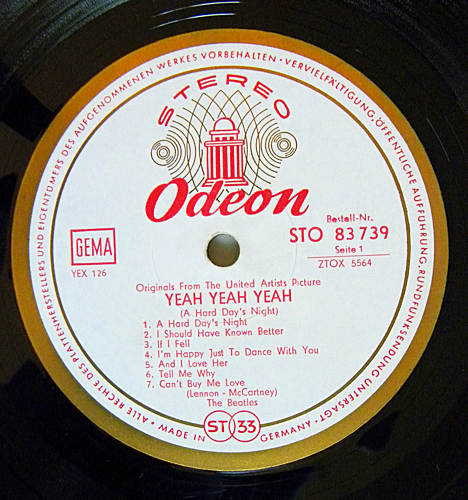 ALLE RECHTE DES PLATTENHERSTELLERS UND EIGENTÜMERS DES AUFGENOMMENEN WERKES VORBEHALTEN • VERVIELFÄLTIGUNG, ÖFFENTLICHE AUFFÜHRUNG, RUNDFUNKSENDUNG UNTERSAGT •
STEREO
Odeon
GEMA
YEX 126
Bestell-Nr.
STO 83 739
Seite 1
ZTOX 5564
Originals From The United Artists Picture
YEAH YEAH YEAH
(A Hard Day's Night)
1. A Hard Day's Night
2. I Should Have Known Better
3. If I Fell
4. I'm Happy Just To Dance With You
5. And I Love Her
6. Tell Me Why
7. Can't Buy Me Love
(Lennon - McCartney)
The Beatles
MADE IN GERMANY
ST 33